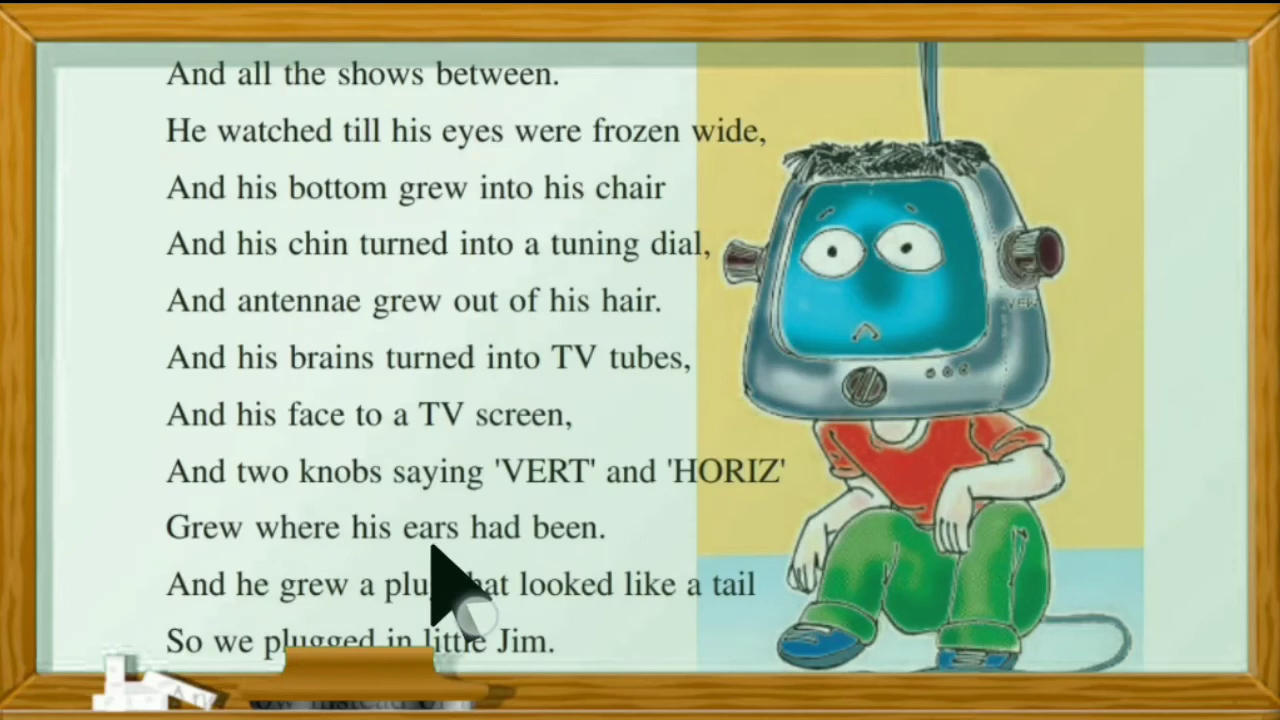 And all the shows between.
He watched till his eyes were frozen wide,
And his bottom grew into his chair
And his chin turned into a tuning dial,
And antennae grew out of his hair.
And his brains turned into TV tubes,
And his face to a TV screen,
And two knobs saying 'VERT' and 'HORIZ'
Grew where his ears had been.
And he grew a looked like a tail
So we plugged in little Jim.